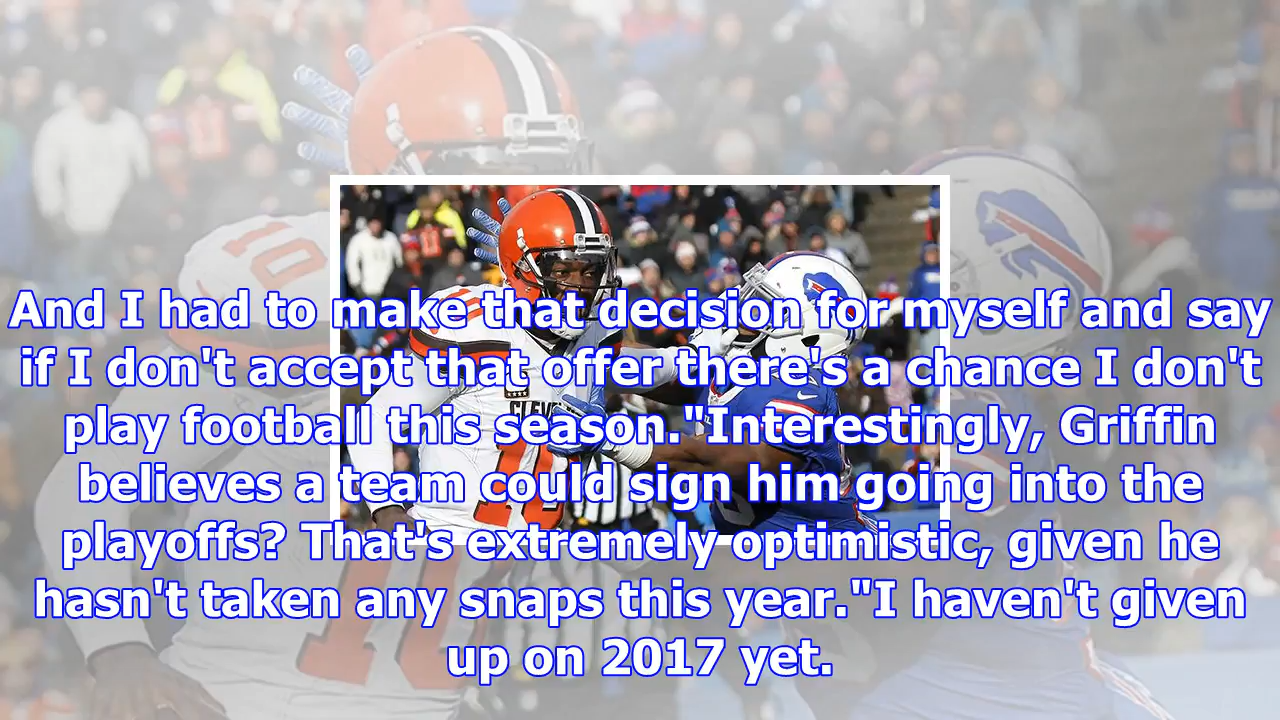 And I had to make that decision for myself and say
if I don't accept that offer there's a chance I don't
play football this season."Interestingly, Griffin
believes a team could sign him going into the
playoffs? That's extremely optimistic, given he
hasn't taken any snaps this year."I haven't given
up on 2017 yet.
10
10